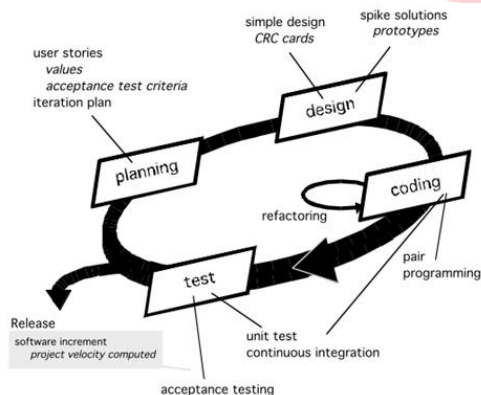 simple design
CRC cards
spike solutions
prototypes
user stories
values
acceptance test criteria
iteration plan
design
planning
coding
refactoring
pair
programming
test
Release
software increment
project velocity computed
unit test
continuous integration
acceptance testing